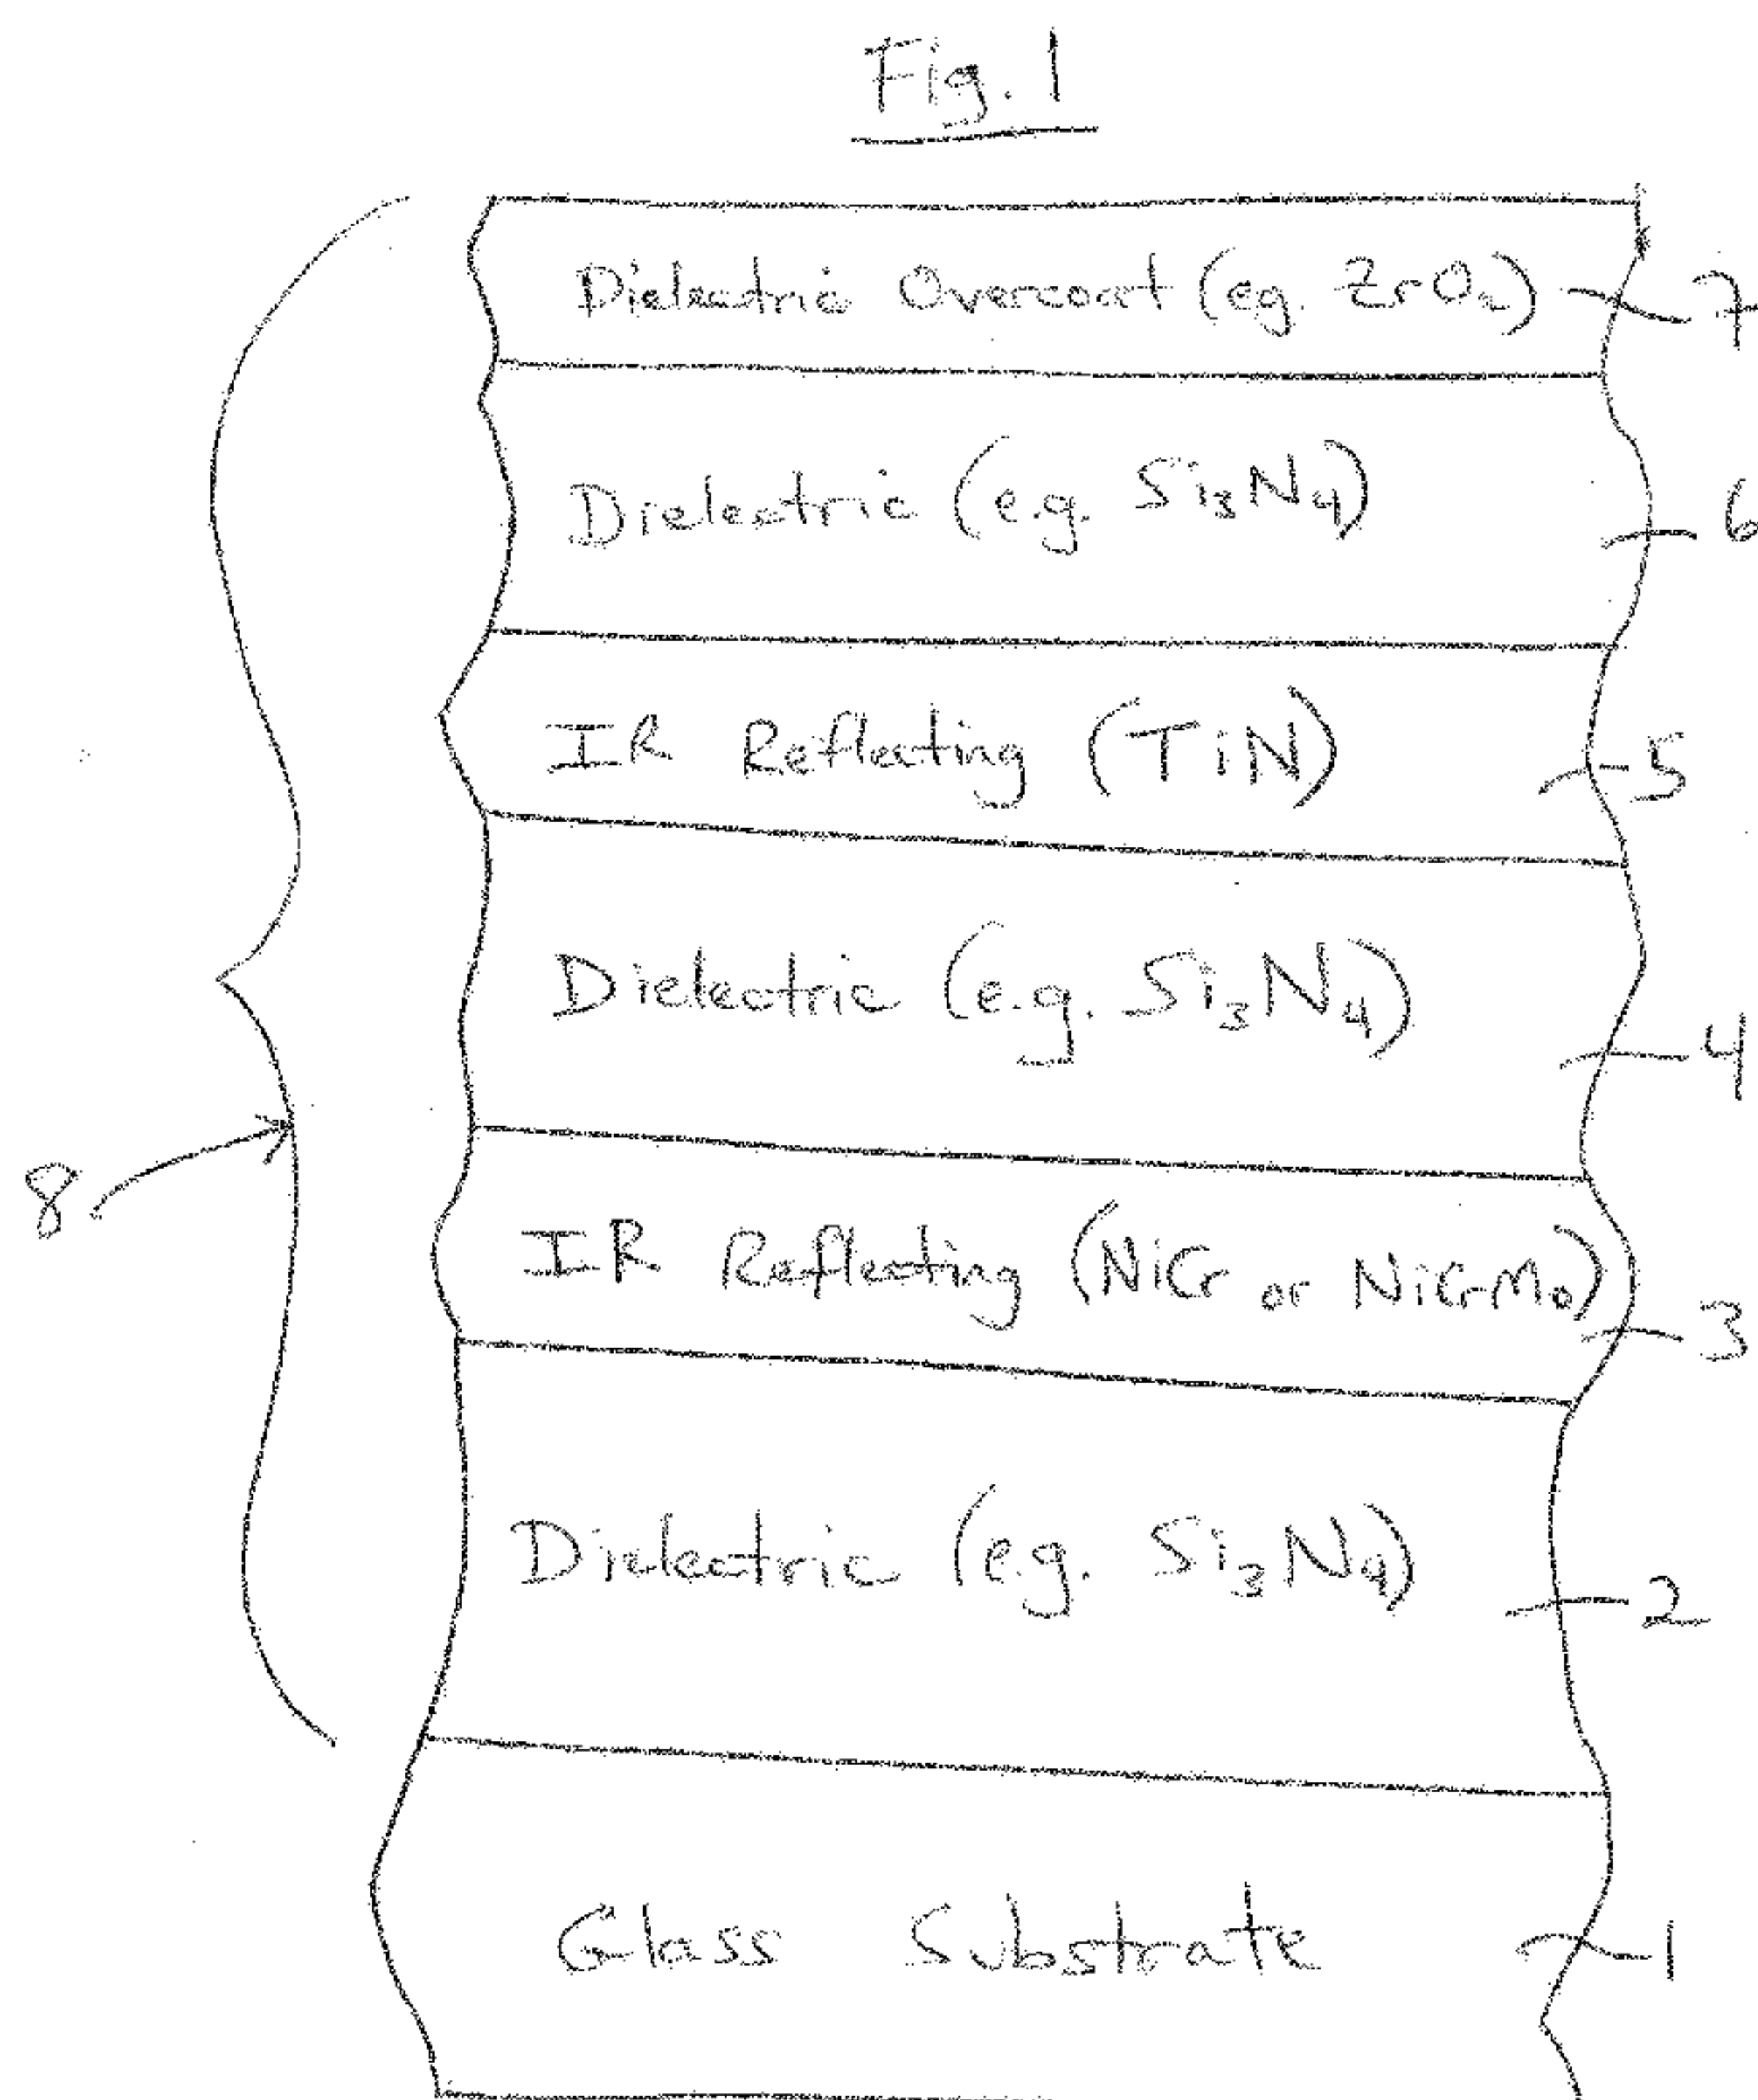 Fig. 1
Dielectric Overcoat (eg. ZrO₂) 7
Dielectric (e.g. Si₃N₄) 6
IR Reflecting (TiN) 5
Dielectric (e.g. Si₃N₄) 4
8
IR Reflecting (NiCr or NiCrMo) 3
Dielectric (e.g. Si₃N₄) 2
Glass Substrate 1